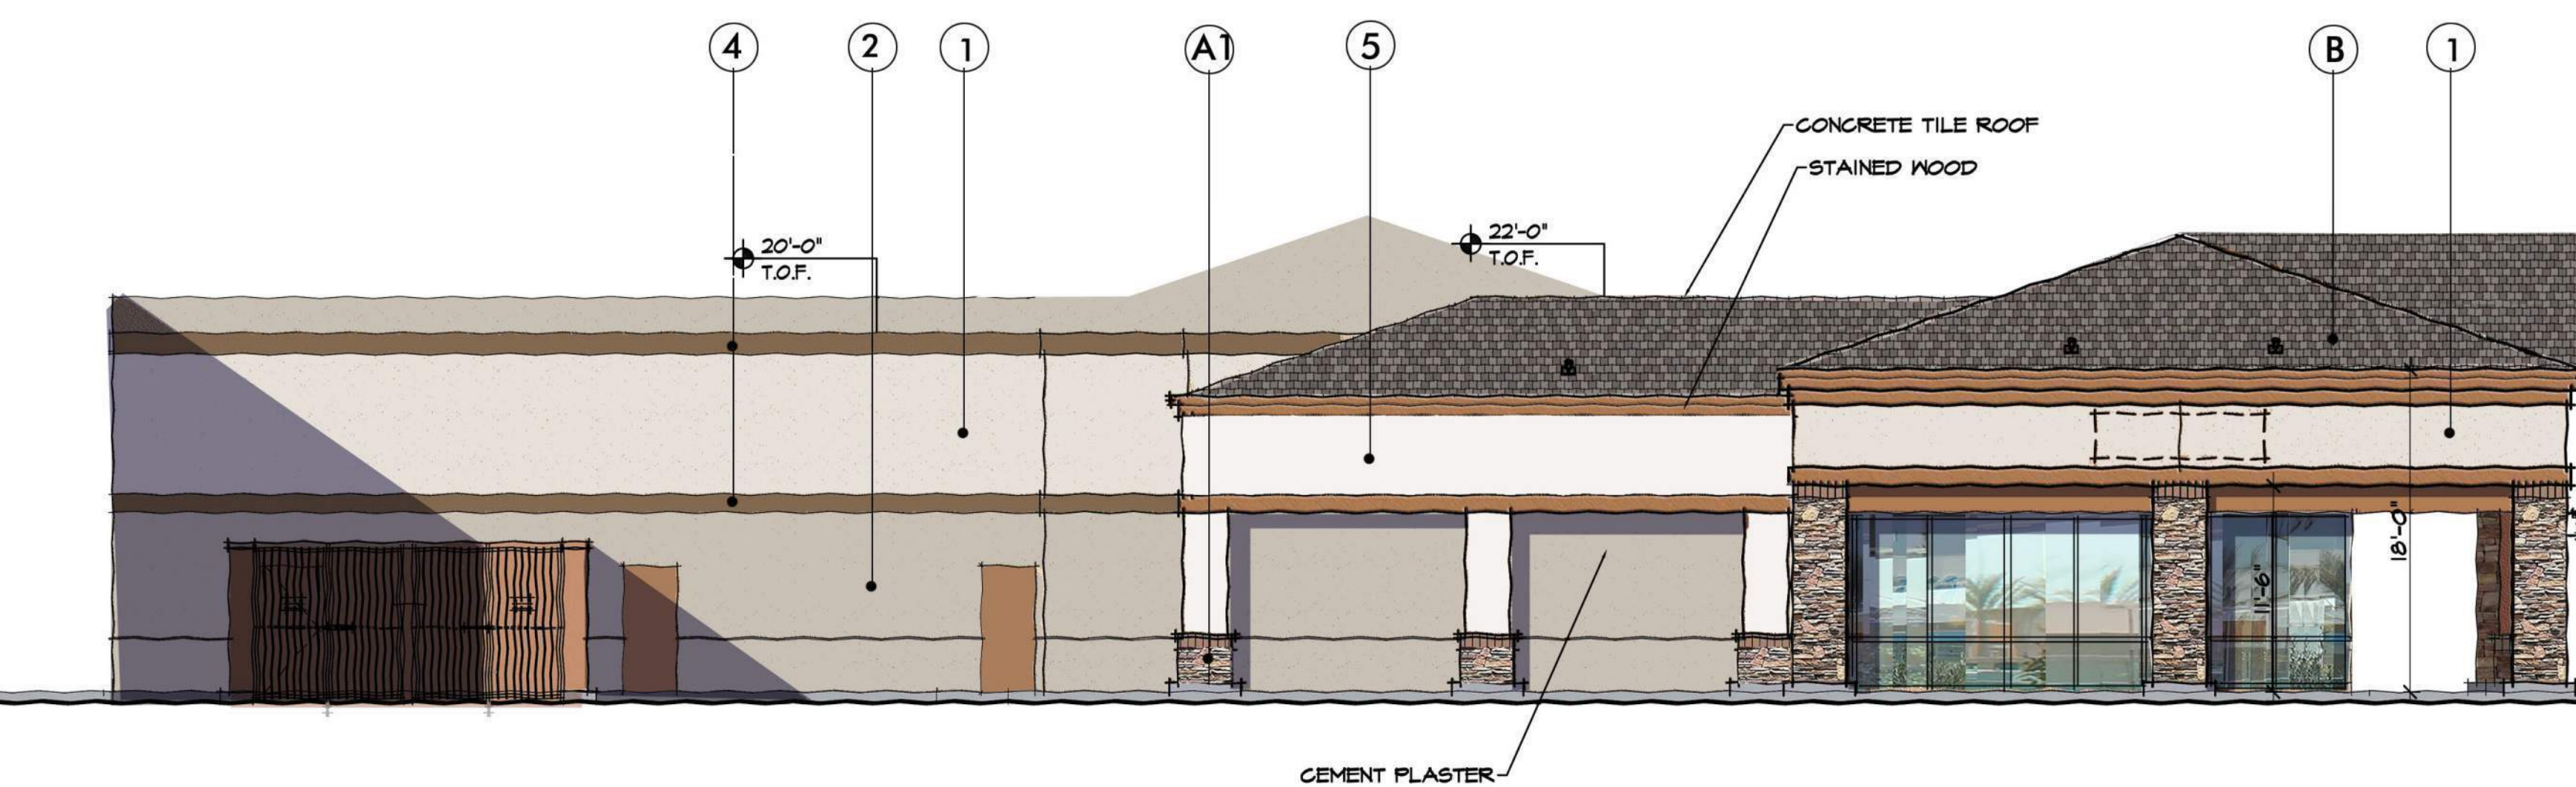 4
2
1
A1
5
B
1
CONCRETE TILE ROOF
STAINED WOOD
20'-0"
T.O.F.
22'-0"
T.O.F.
18'-0"
11'-6"
CEMENT PLASTER